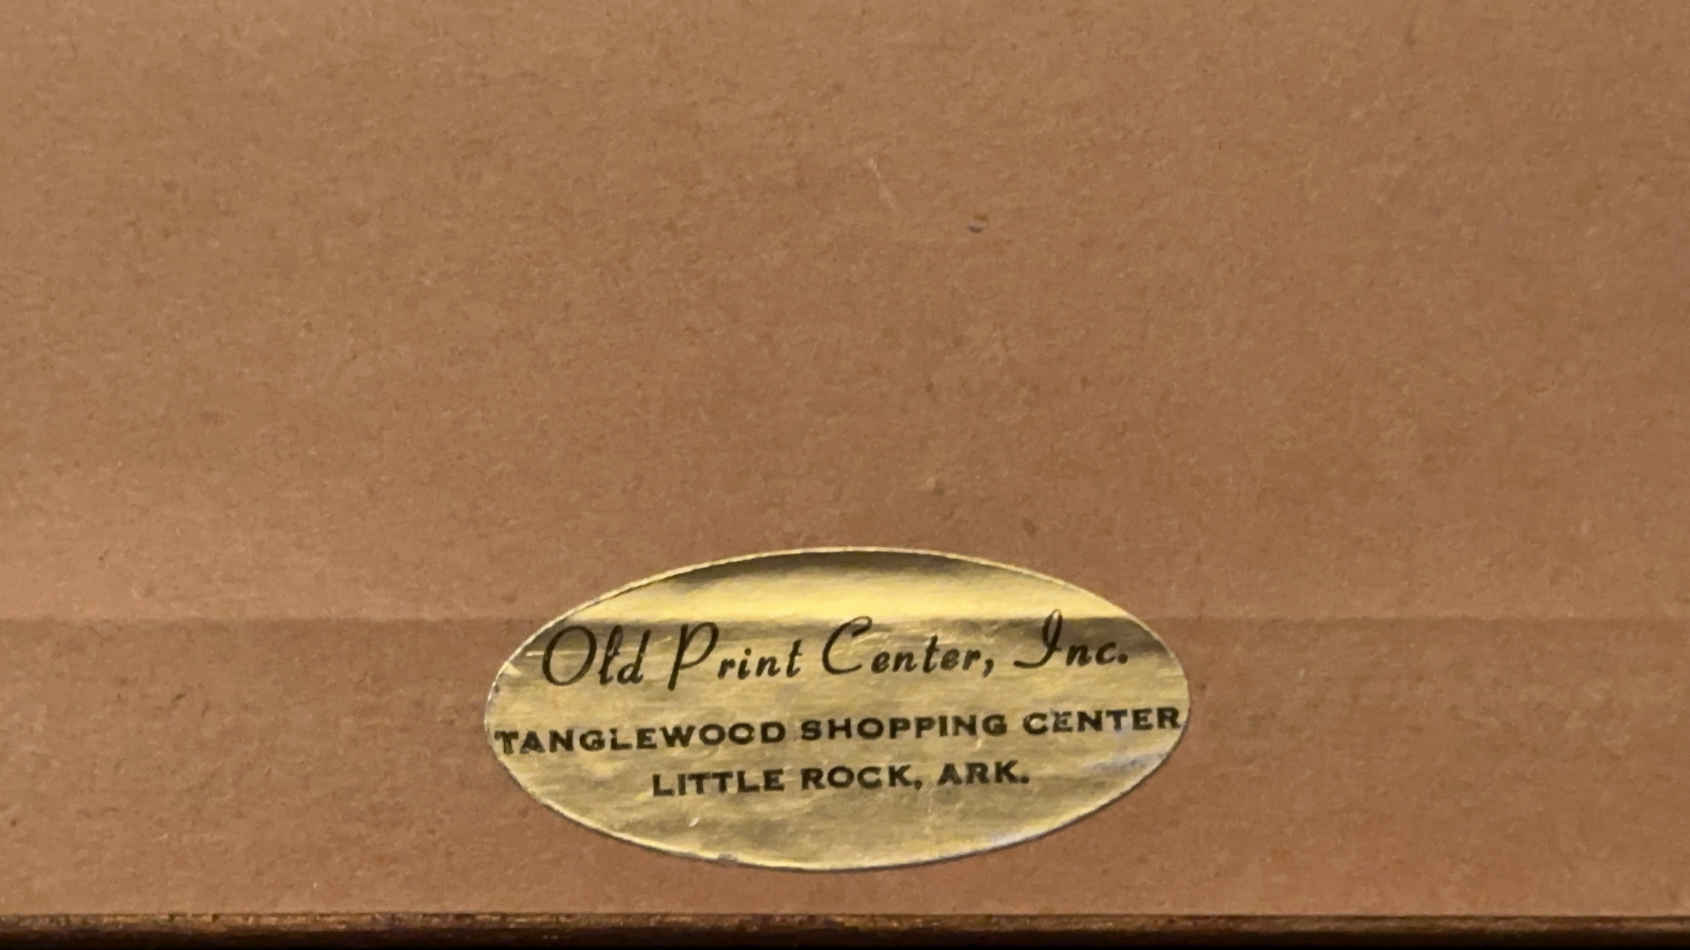 Old Print Center, Inc.
TANGLEWOOD SHOPPING CENTER
LITTLE ROCK, ARK.